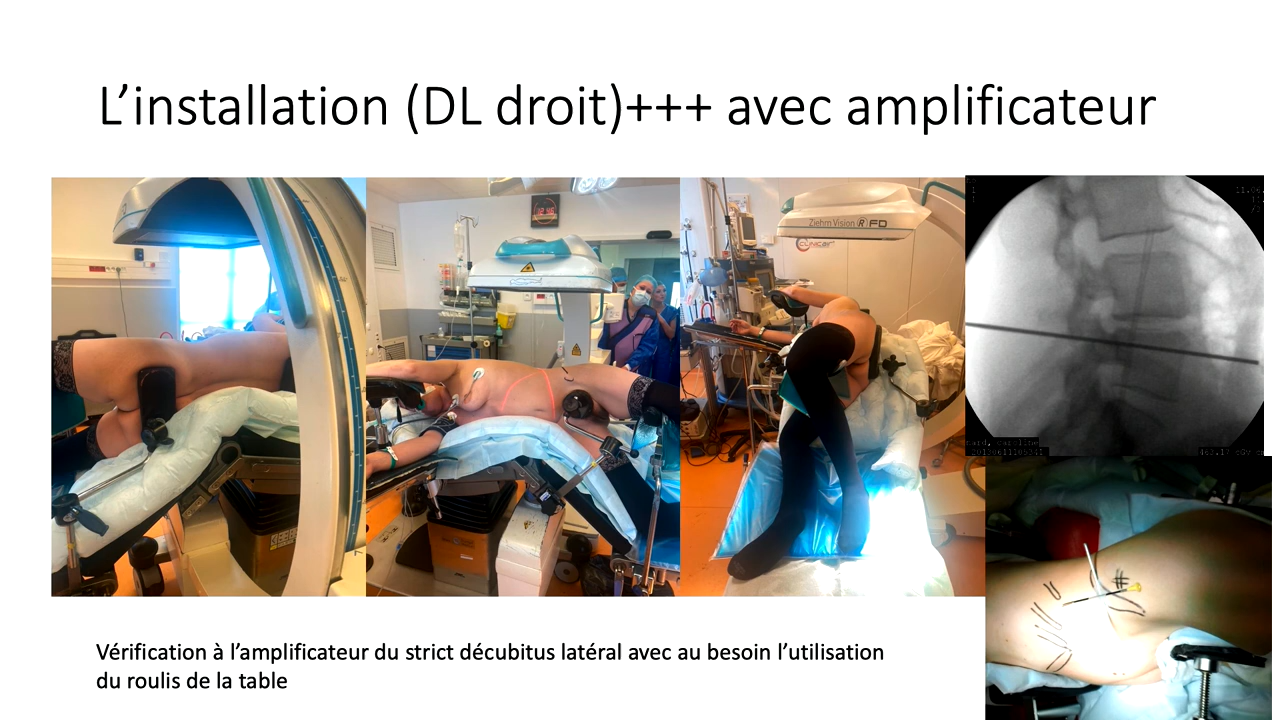 L’installation (DL droit)+++ avec amplificateur
Ziehm Vision R FD
CLINICair
Vérification à l’amplificateur du strict décubitus latéral avec au besoin l’utilisation
du roulis de la table